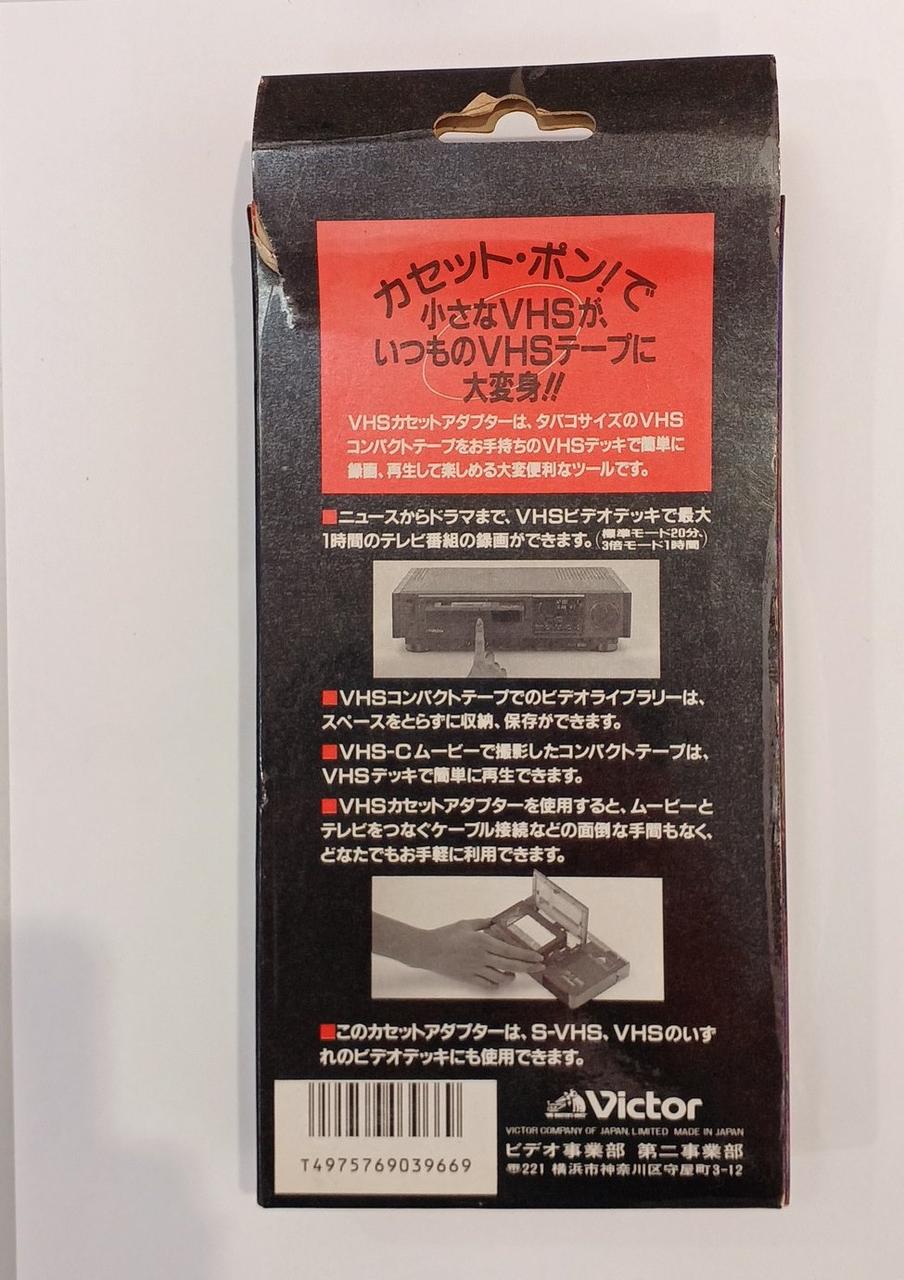 カセット・ポン!で
小さなVHSが、
いつものVHSテープに
大変身!!
VHSカセットアダプターは、タバコサイズのVHS
コンパクトテープをお手持ちのVHSデッキで簡単に
録画、再生して楽しめる大変便利なツールです。
■ニュースからドラマまで、VHSビデオデッキで最大
1時間のテレビ番組の録画ができます。(標準モード20分、3倍モード1時間)
■VHSコンパクトテープでのビデオライブラリーは、
スペースをとらずに収納、保存ができます。
■VHS-Cムービーで撮影したコンパクトテープは、
VHSデッキで簡単に再生できます。
■VHSカセットアダプターを使用すると、ムービーと
テレビをつなぐケーブル接続などの面倒な手間もなく、
どなたでもお手軽に利用できます。
■このカセットアダプターは、S-VHS、VHSのいず
れのビデオデッキにも使用できます。
Victor
VICTOR COMPANY OF JAPAN, LIMITED MADE IN JAPAN
ビデオ事業部 第二事業部
〒221 横浜市神奈川区守屋町3-12
T4975769039669